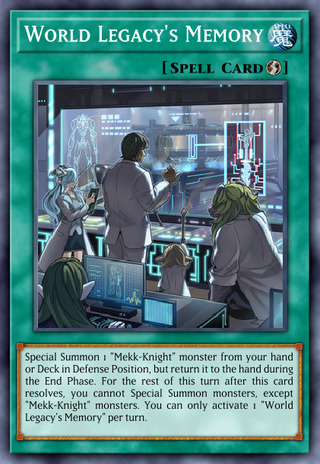 World Legacy's Memory 魔
[Spell Card]
Special Summon 1 "Mekk-Knight" monster from your hand
or Deck in Defense Position, but return it to the hand during
the End Phase. For the rest of this turn after this card
resolves, you cannot Special Summon monsters, except
"Mekk-Knight" monsters. You can only activate 1 "World
Legacy's Memory" per turn.